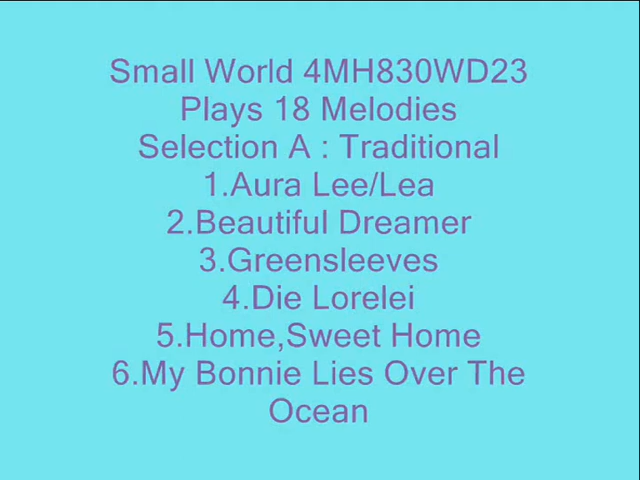 Small World 4MH830WD23
Plays 18 Melodies
Selection A : Traditional
1.Aura Lee/Lea
2.Beautiful Dreamer
3.Greensleeves
4.Die Lorelei
5.Home,Sweet Home
6.My Bonnie Lies Over The
Ocean